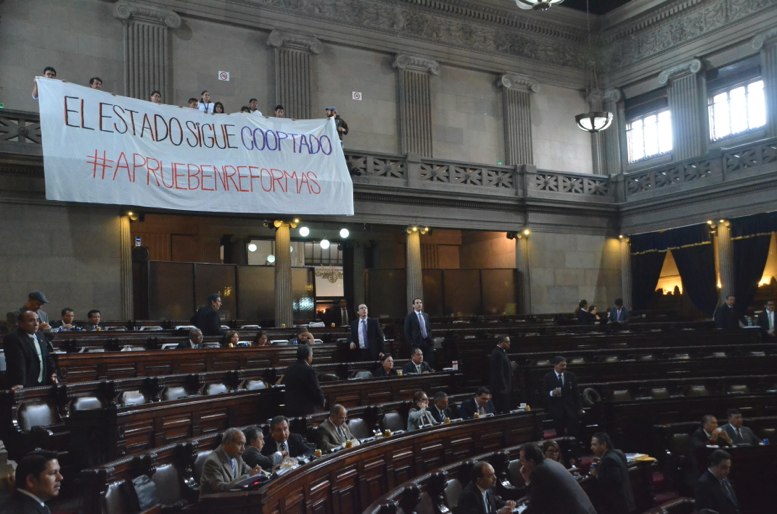 EL ESTADO SIGUE COOPTADO
#APRUEBENREFORMAS